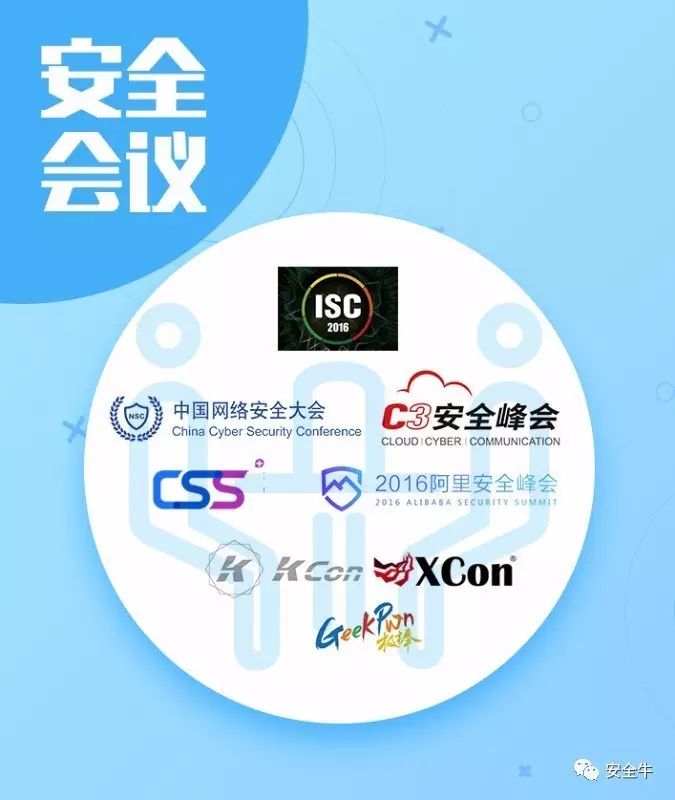 安全
会议
ISC
2016
NSC
中国网络安全大会
China Cyber Security Conference
C3安全峰会
CLOUD | CYBER | COMMUNICATION
CSS
2016阿里安全峰会
2016 ALIBABA SECURITY SUMMIT
K KCon
XCon®
GeekPwn
极棒
安全牛